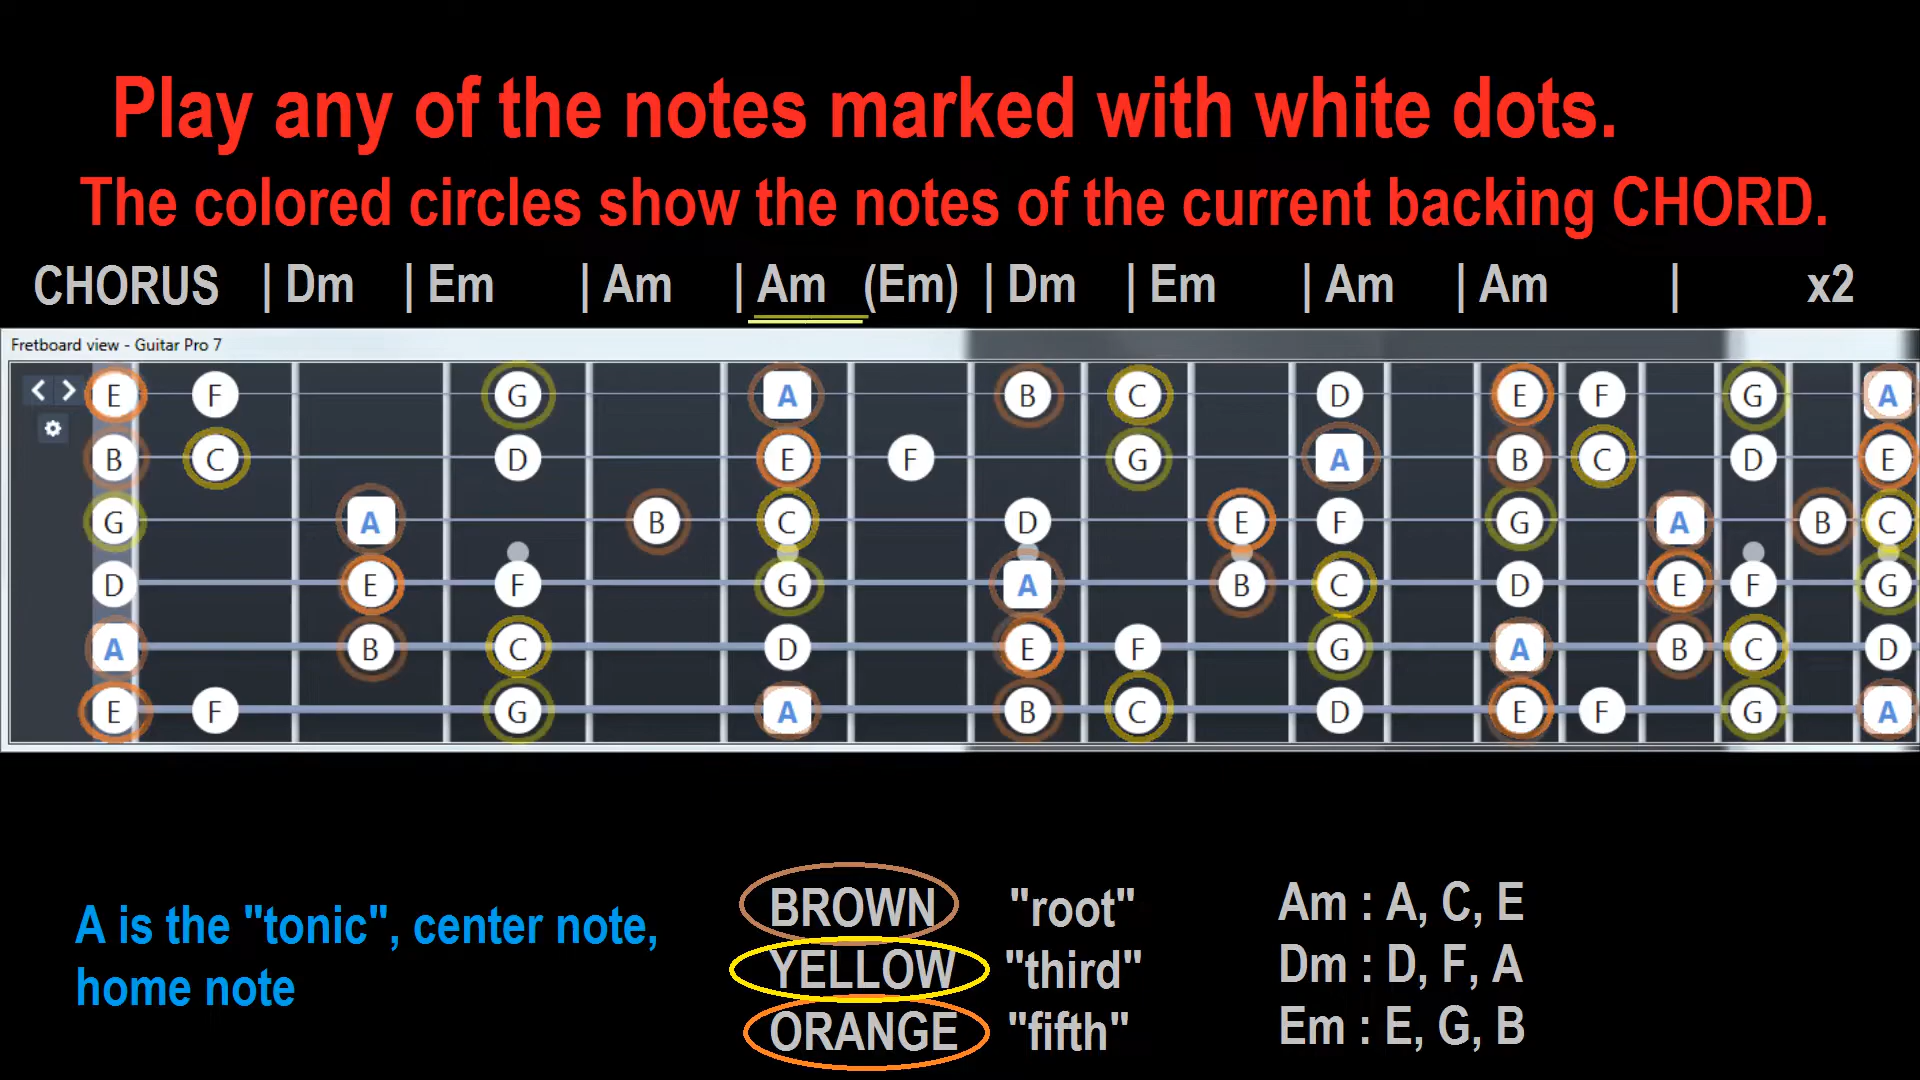 Play any of the notes marked with white dots.
The colored circles show the notes of the current backing CHORD.
CHORUS | Dm | Em | Am | Am (Em) | Dm | Em | Am | Am | x2
Fretboard view - Guitar Pro 7
E F G A B C D E F G A
B C D E F G A B C D E
G A B C D E F G A B C
D E F G A B C D E F G
A B C D E F G A B C D
E F G A B C D E F G A
A is the "tonic", center note,
home note
BROWN "root"
YELLOW "third"
ORANGE "fifth"
Am : A, C, E
Dm : D, F, A
Em : E, G, B